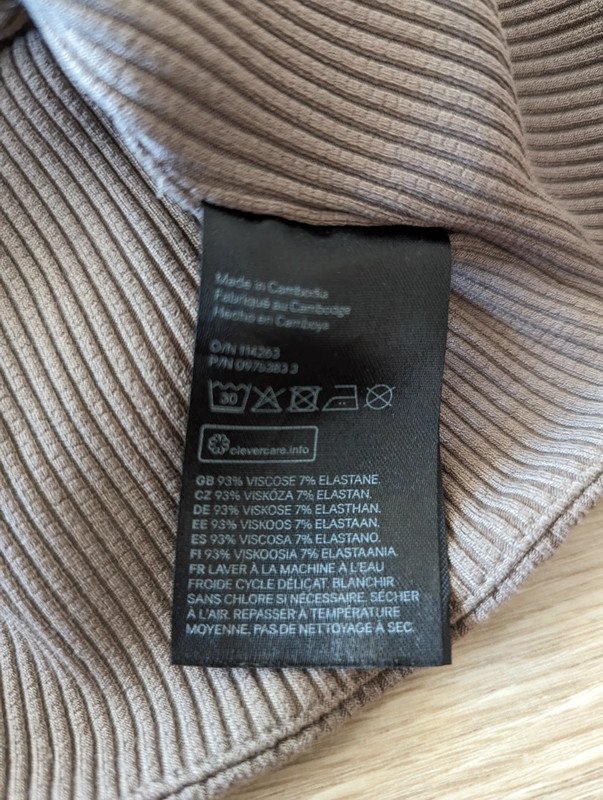 Made in Cambodia
Fabriqué au Cambodge
Hecho en Camboya
O/N 114263
P/N 0976383 3
30
clevercare.info
GB 93% VISCOSE 7% ELASTANE.
CZ 93% VISKÓZA 7% ELASTAN.
DE 93% VISKOSE 7% ELASTHAN.
EE 93% VISKOOS 7% ELASTAAN.
ES 93% VISCOSA 7% ELASTANO.
FI 93% VISKOOSIA 7% ELASTAANIA.
FR LAVER À LA MACHINE À L'EAU
FROIDE CYCLE DÉLICAT. BLANCHIR
SANS CHLORE SI NÉCESSAIRE. SÉCHER
À L'AIR. REPASSER À TEMPÉRATURE
MOYENNE. PAS DE NETTOYAGE À SEC.